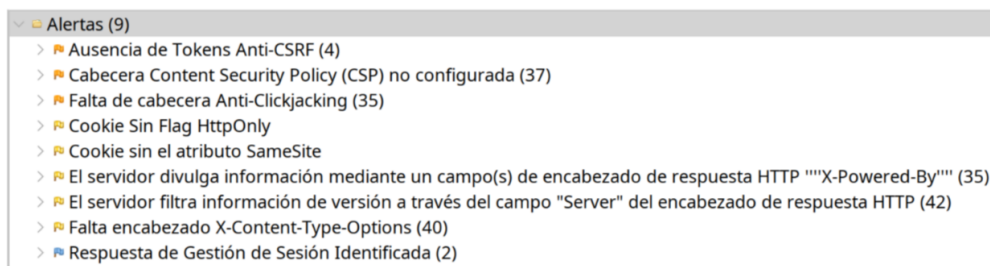 Alertas (9)
Ausencia de Tokens Anti-CSRF (4)
Cabecera Content Security Policy (CSP) no configurada (37)
Falta de cabecera Anti-Clickjacking (35)
Cookie Sin Flag HttpOnly
Cookie sin el atributo SameSite
El servidor divulga información mediante un campo(s) de encabezado de respuesta HTTP ''''X-Powered-By'''' (35)
El servidor filtra información de versión a través del campo "Server" del encabezado de respuesta HTTP (42)
Falta encabezado X-Content-Type-Options (40)
Respuesta de Gestión de Sesión Identificada (2)